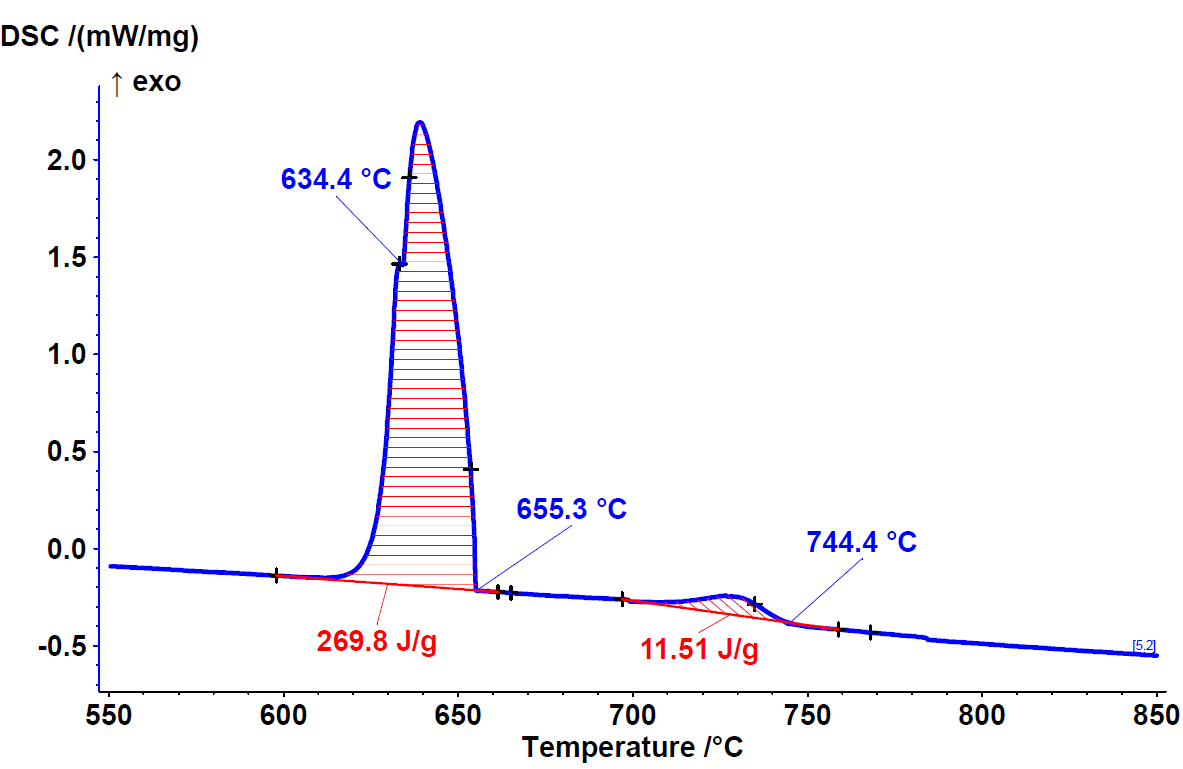 DSC /(mW/mg)
↑ exo
2.0
1.5
1.0
0.5
0.0
-0.5
634.4 °C
655.3 °C
744.4 °C
269.8 J/g
11.51 J/g
[5.2]
550 600 650 700 750 800 850
Temperature /°C